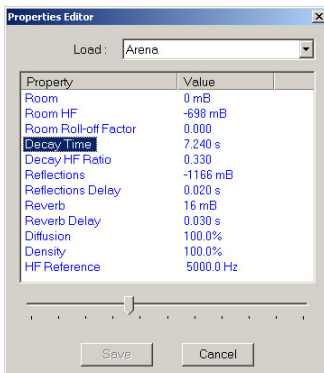 Properties Editor
Load : Arena
Property Value
Room 0 mB
Room HF -698 mB
Room Roll-off Factor 0.000
Decay Time 7.240 s
Decay HF Ratio 0.330
Reflections -1166 mB
Reflections Delay 0.020 s
Reverb 16 mB
Reverb Delay 0.030 s
Diffusion 100.0%
Density 100.0%
HF Reference 5000.0 Hz
Save Cancel